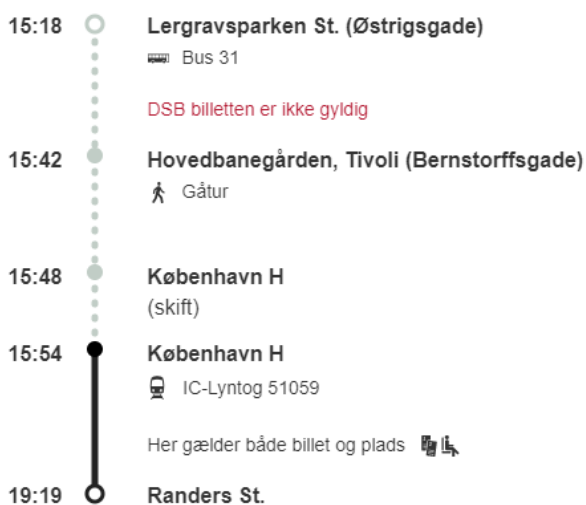 15:18 Lergravsparken St. (Østrigsgade)
Bus 31
DSB billetten er ikke gyldig
15:42 Hovedbanegården, Tivoli (Bernstorffsgade)
Gåtur
15:48 København H
(skift)
15:54 København H
IC-Lyntog 51059
Her gælder både billet og plads
19:19 Randers St.